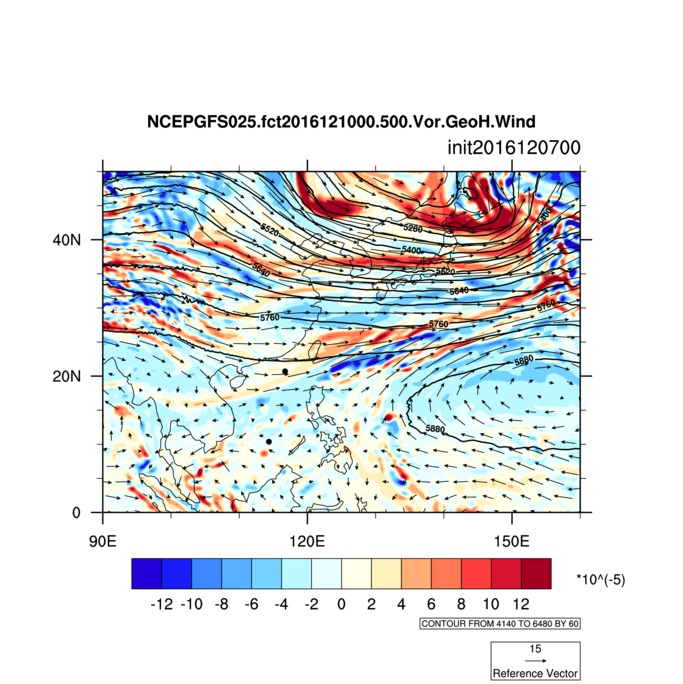 NCEPGFS025.fct2016121000.500.Vor.GeoH.Wind
init2016120700
40N
20N
0
90E 120E 150E
5520
5280
5400
5640
5520
5640
5760
5760
5760
5880
5880
-12 -10 -8 -6 -4 -2 0 2 4 6 8 10 12
*10^(-5)
CONTOUR FROM 4140 TO 6480 BY 60
15
Reference Vector